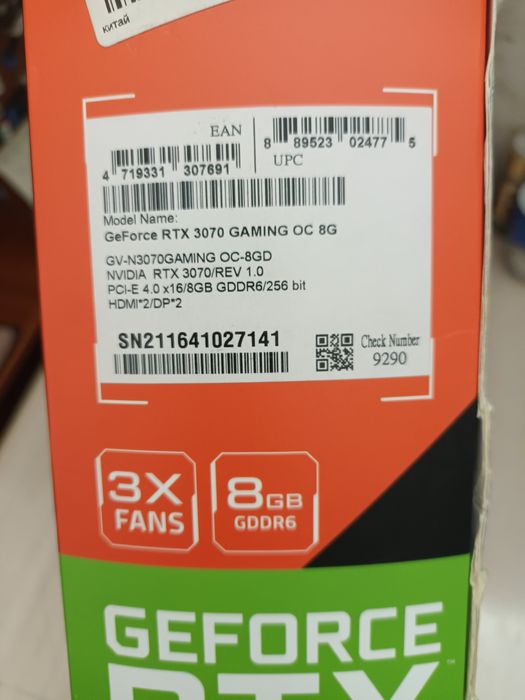 китай
EAN
4 719331 307691
8 89523 02477 5
UPC
Model Name:
GeForce RTX 3070 GAMING OC 8G
GV-N3070GAMING OC-8GD
NVIDIA RTX 3070/REV 1.0
PCI-E 4.0 x16/8GB GDDR6/256 bit
HDMI*2/DP*2
SN211641027141
Check Number
9290
3X
FANS
8GB
GDDR6
GEFORCE
RTX